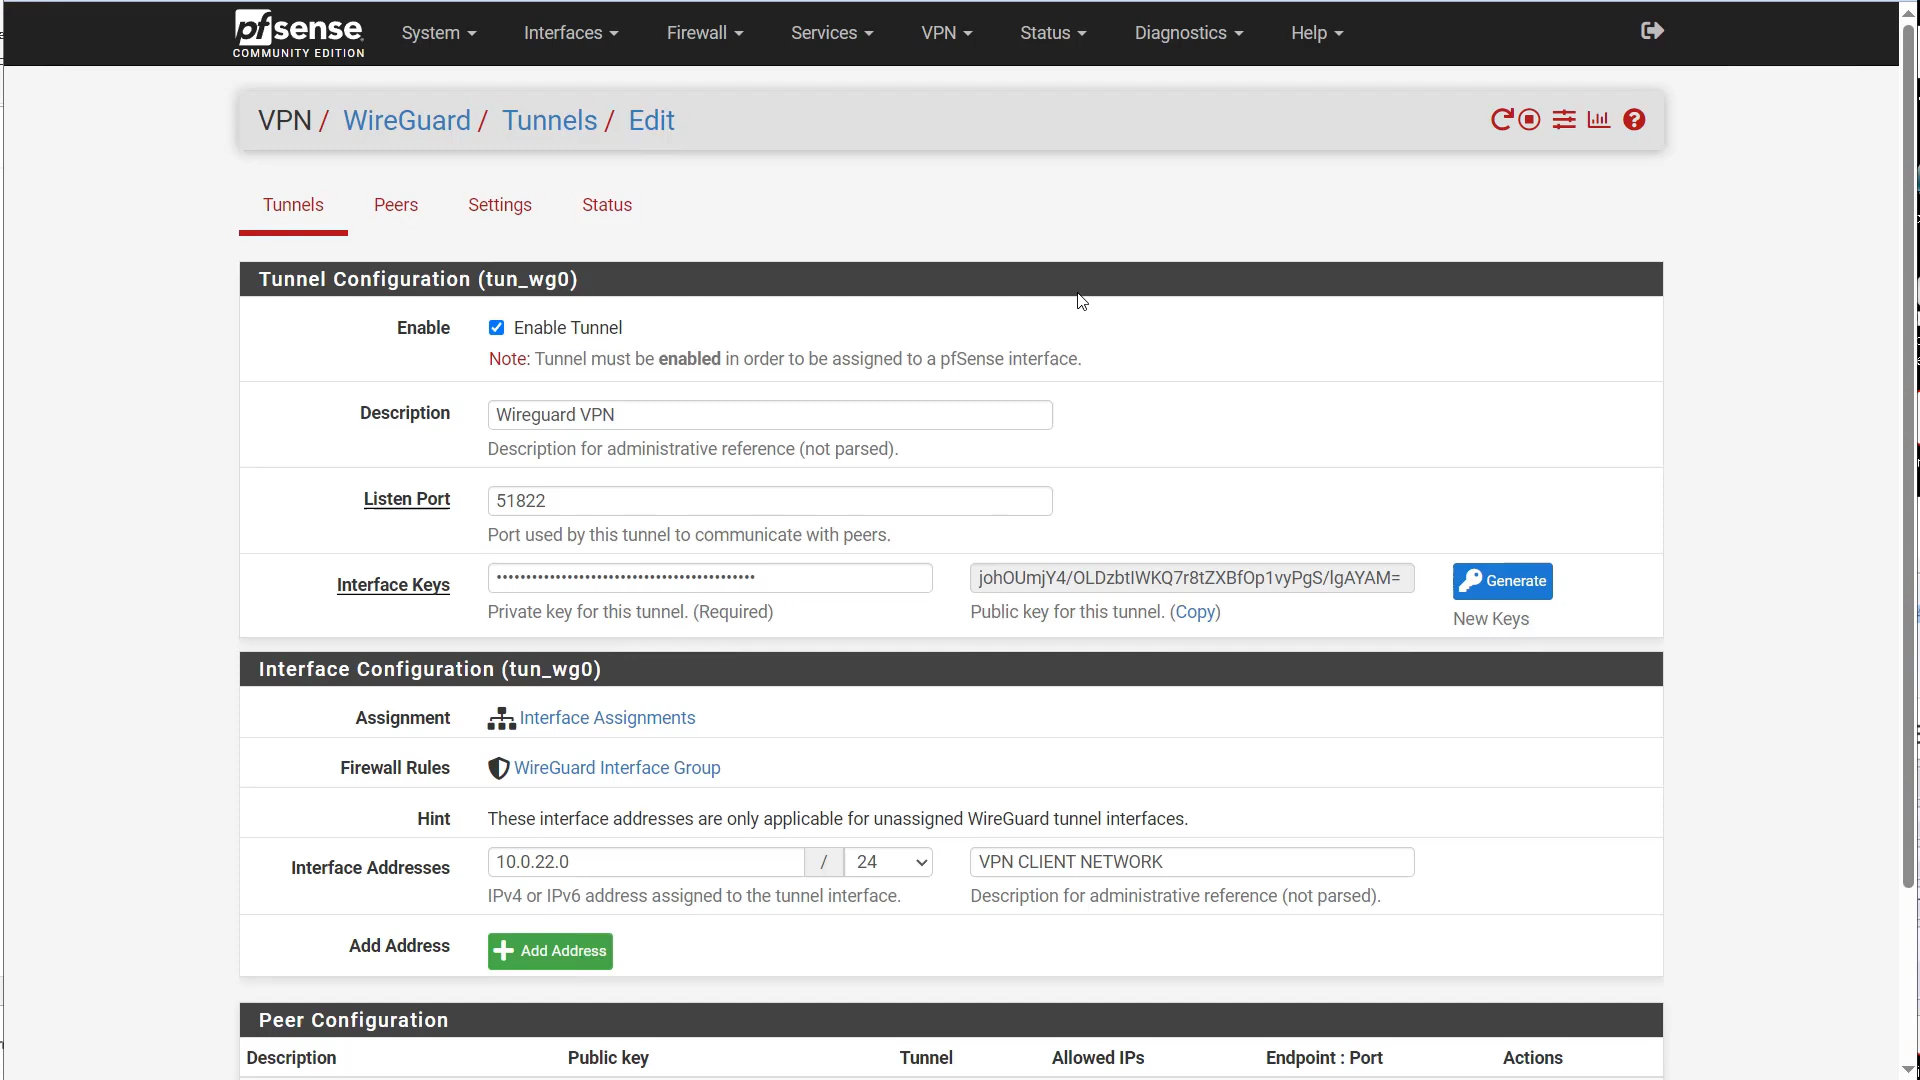 pfsense
COMMUNITY EDITION
System
Interfaces
Firewall
Services
VPN
Status
Diagnostics
Help
VPN / WireGuard / Tunnels / Edit
Tunnels
Peers
Settings
Status
Tunnel Configuration (tun_wg0)
Enable
Enable Tunnel
Note: Tunnel must be enabled in order to be assigned to a pfSense interface.
Description
Wireguard VPN
Description for administrative reference (not parsed).
Listen Port
51822
Port used by this tunnel to communicate with peers.
Interface Keys
johOUmjY4/OLDzbtIWKQ7r8tZXBfOp1vyPgS/lgAYAM=
Generate
Private key for this tunnel. (Required)
Public key for this tunnel. (Copy)
New Keys
Interface Configuration (tun_wg0)
Assignment
Interface Assignments
Firewall Rules
WireGuard Interface Group
Hint
These interface addresses are only applicable for unassigned WireGuard tunnel interfaces.
Interface Addresses
10.0.22.0 / 24
VPN CLIENT NETWORK
IPv4 or IPv6 address assigned to the tunnel interface.
Description for administrative reference (not parsed).
Add Address
Add Address
Peer Configuration
Description
Public key
Tunnel
Allowed IPs
Endpoint : Port
Actions